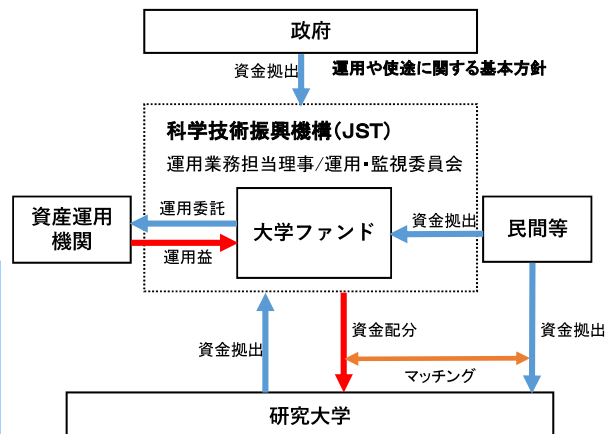 政府
資金拠出
運用や使途に関する基本方針
科学技術振興機構（JST）
運用業務担当理事/運用・監視委員会
資産運用
機関
運用委託
運用益
大学ファンド
資金拠出
民間等
資金拠出
資金配分
資金拠出
マッチング
研究大学